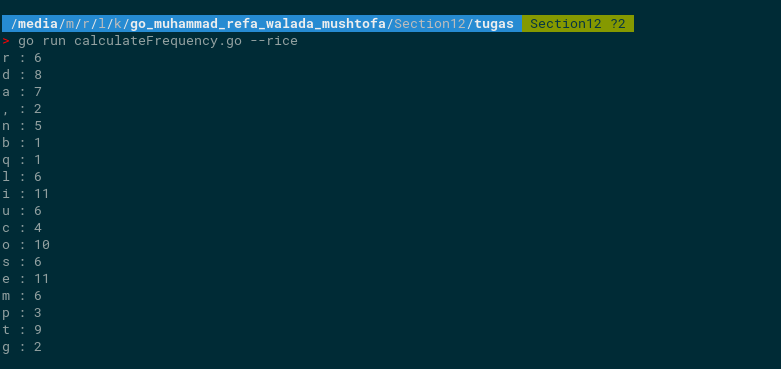 /media/m/r/l/k/go_muhammad_refa_walada_mushtofa/Section12/tugas Section12 ?2
> go run calculateFrequency.go --rice
r : 6
d : 8
a : 7
, : 2
n : 5
b : 1
q : 1
l : 6
i : 11
u : 6
c : 4
o : 10
s : 6
e : 11
m : 6
p : 3
t : 9
g : 2